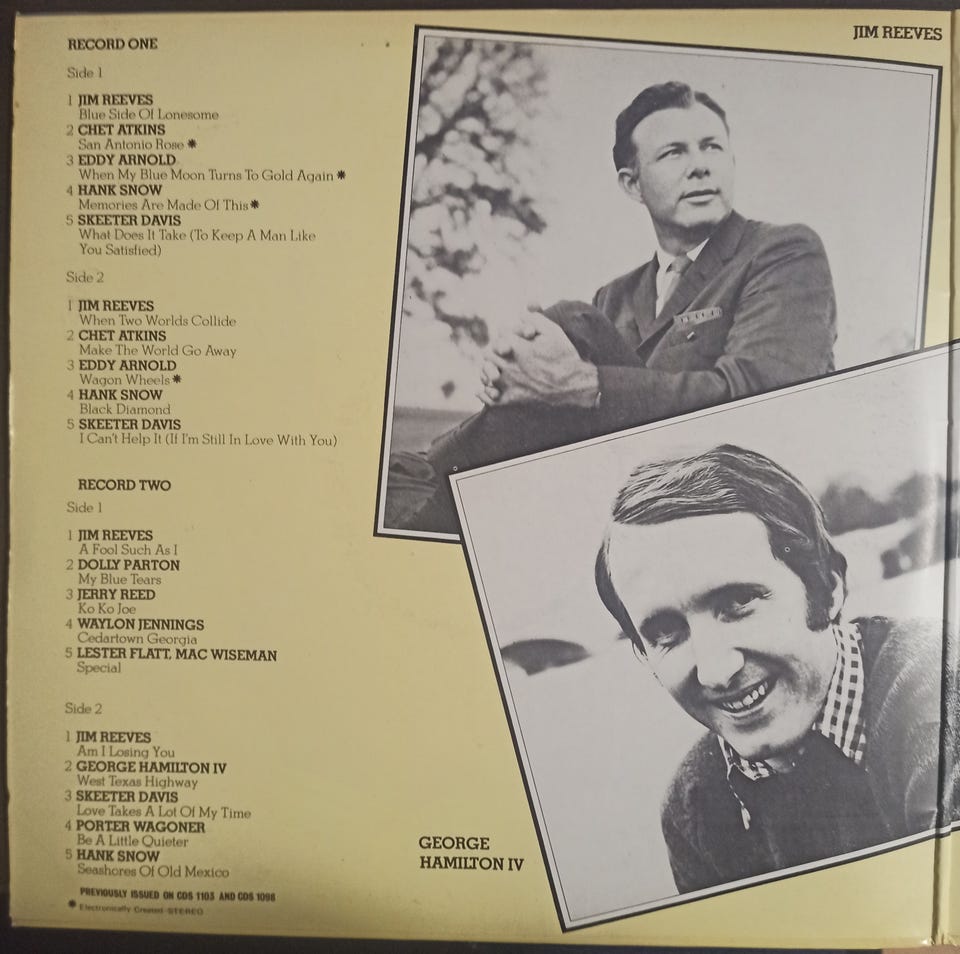 RECORD ONE
Side 1
1 JIM REEVES
Blue Side Of Lonesome
2 CHET ATKINS
San Antonio Rose *
3 EDDY ARNOLD
When My Blue Moon Turns To Gold Again *
4 HANK SNOW
Memories Are Made Of This *
5 SKEETER DAVIS
What Does It Take (To Keep A Man Like
You Satisfied)
Side 2
1 JIM REEVES
When Two Worlds Collide
2 CHET ATKINS
Make The World Go Away
3 EDDY ARNOLD
Wagon Wheels *
4 HANK SNOW
Black Diamond
5 SKEETER DAVIS
I Can't Help It (If I'm Still In Love With You)
RECORD TWO
Side 1
1 JIM REEVES
A Fool Such As I
2 DOLLY PARTON
My Blue Tears
3 JERRY REED
Ko Ko Joe
4 WAYLON JENNINGS
Cedartown Georgia
5 LESTER FLATT, MAC WISEMAN
Special
Side 2
1 JIM REEVES
Am I Losing You
2 GEORGE HAMILTON IV
West Texas Highway
3 SKEETER DAVIS
Love Takes A Lot Of My Time
4 PORTER WAGONER
Be A Little Quieter
5 HANK SNOW
Seashores Of Old Mexico
PREVIOUSLY ISSUED ON CDS 1103 AND CDS 1098
* Electronically Created STEREO
JIM REEVES
GEORGE
HAMILTON IV